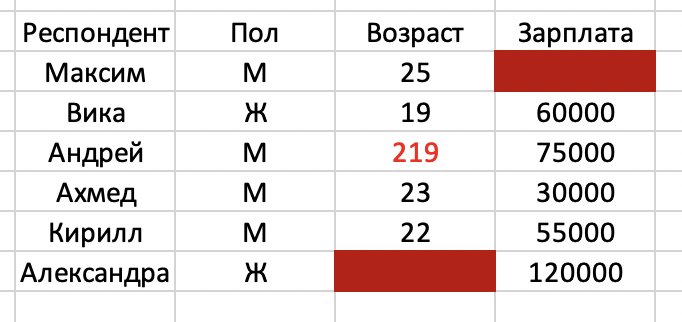 Респондент Пол Возраст Зарплата
Максим М 25
Вика Ж 19 60000
Андрей М 219 75000
Ахмед М 23 30000
Кирилл М 22 55000
Александра Ж 120000